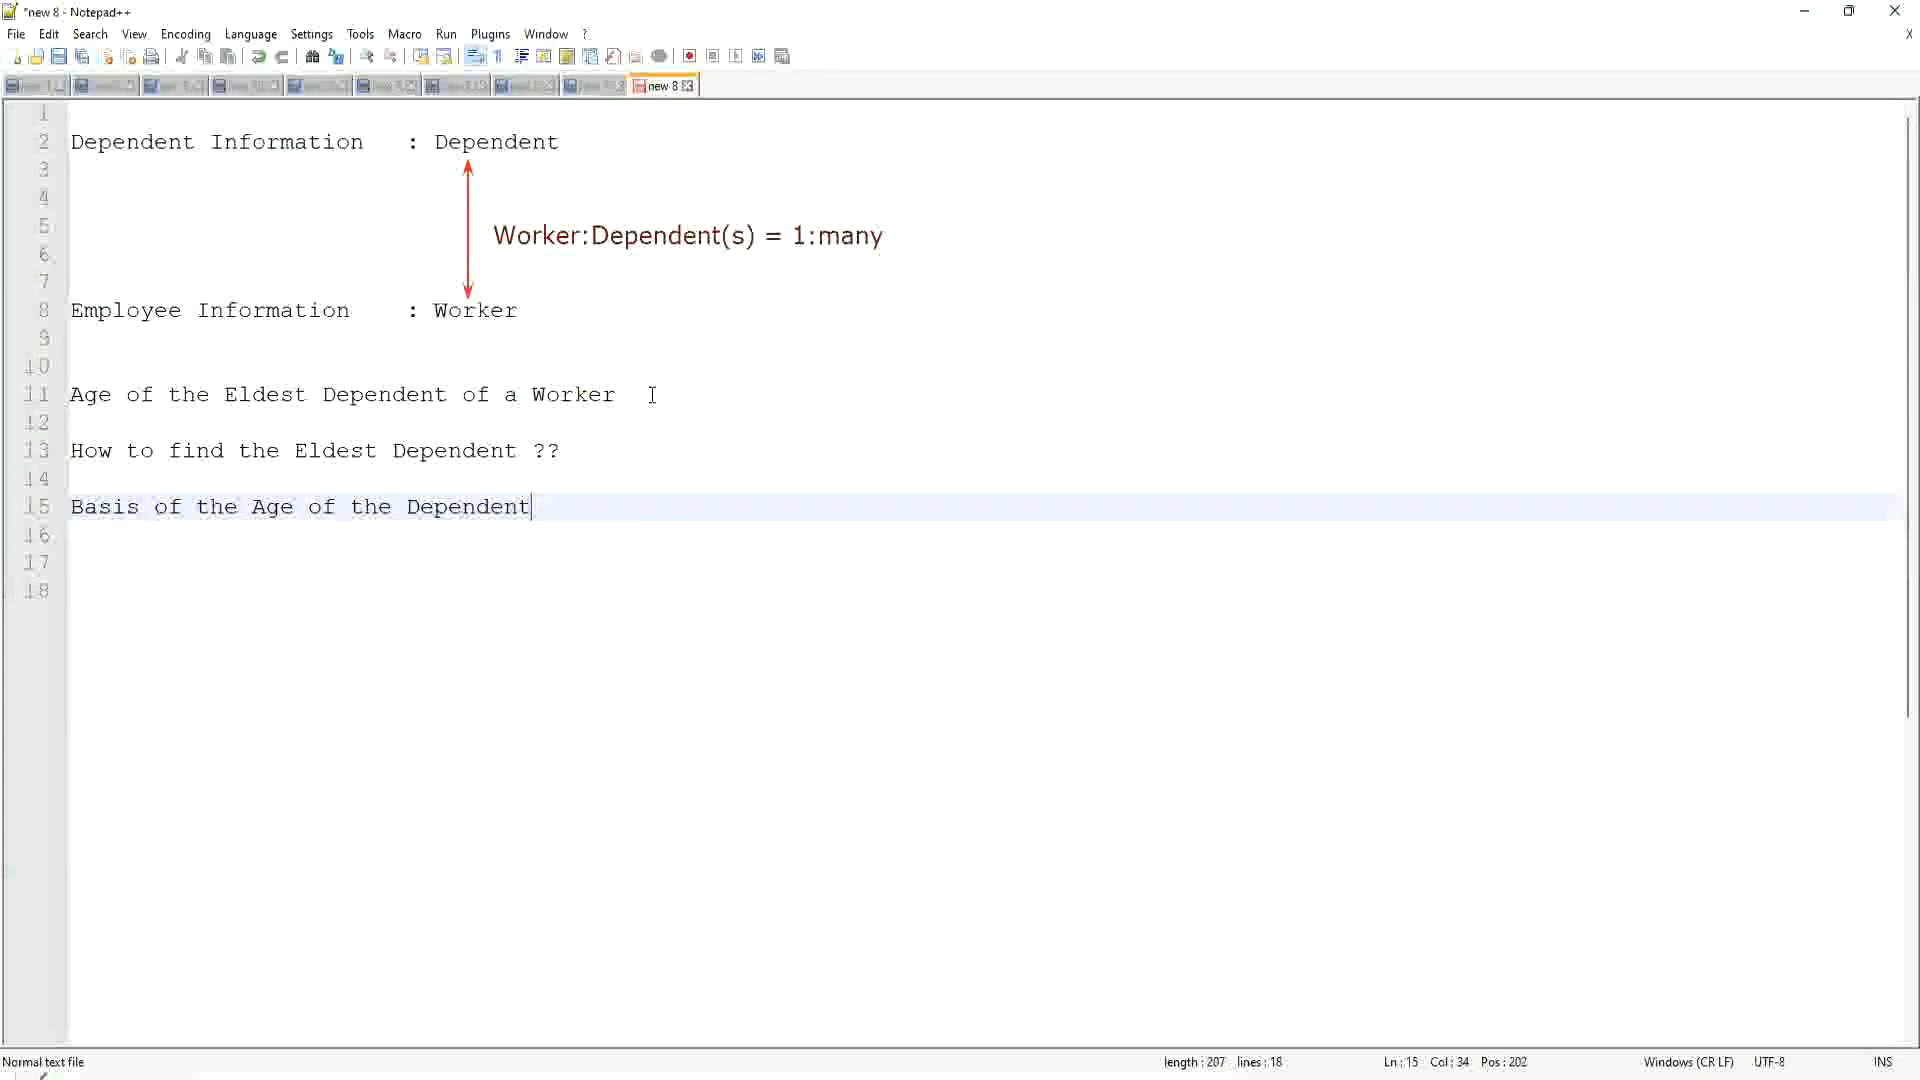 *new 8 - Notepad++
File Edit Search View Encoding Language Settings Tools Macro Run Plugins Window ?
X
new 8
1
2 Dependent Information : Dependent
3
4
5 Worker:Dependent(s) = 1:many
6
7
8 Employee Information : Worker
9
10
11 Age of the Eldest Dependent of a Worker
12
13 How to find the Eldest Dependent ??
14
15 Basis of the Age of the Dependent
16
17
18
Normal text file length : 207 lines : 18 Ln : 15 Col : 34 Pos : 202 Windows (CR LF) UTF-8 INS